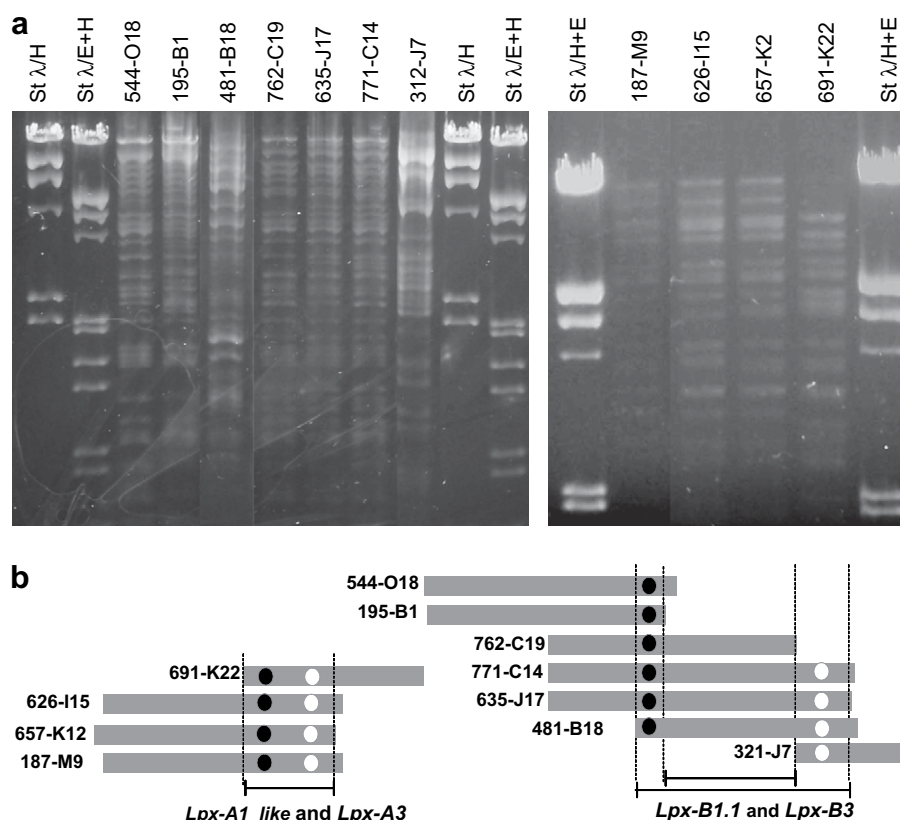 a
St λ/H
St λ/E+H
544-O18
195-B1
481-B18
762-C19
635-J17
771-C14
312-J7
St λ/H
St λ/E+H
St λ/H+E
187-M9
626-I15
657-K2
691-K22
St λ/H+E
b
544-O18
195-B1
762-C19
691-K22
771-C14
626-I15
635-J17
481-B18
657-K12
321-J7
187-M9
Lpx-A1 like and Lpx-A3
Lpx-B1.1 and Lpx-B3